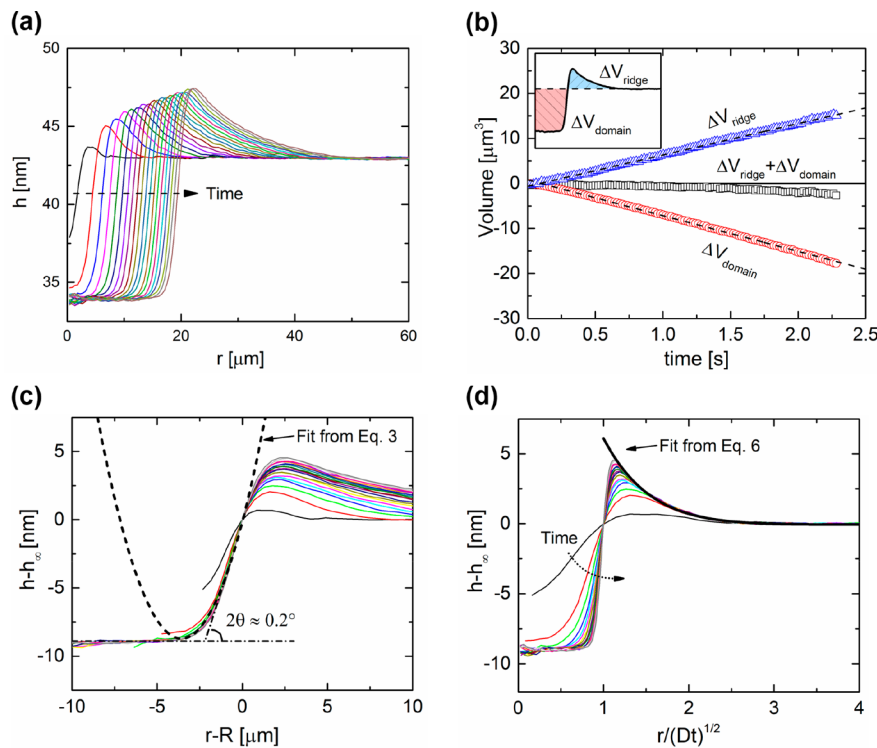 (a)
50
45
40
35
h [nm]
Time
0
20
40
60
r [μm]
(b)
30
20
10
0
-10
-20
-30
Volume [μm³]
ΔV_ridge
ΔV_domain
ΔV_ridge
ΔV_ridge+ΔV_domain
ΔV_domain
0.0
0.5
1.0
1.5
2.0
2.5
time [s]
(c)
5
0
-5
-10
h-h_∞ [nm]
Fit from Eq. 3
2θ ≈ 0.2°
-10
-5
0
5
10
r-R [μm]
(d)
5
0
-5
-10
h-h_∞ [nm]
Fit from Eq. 6
Time
0
1
2
3
4
r/(Dt)^1/2